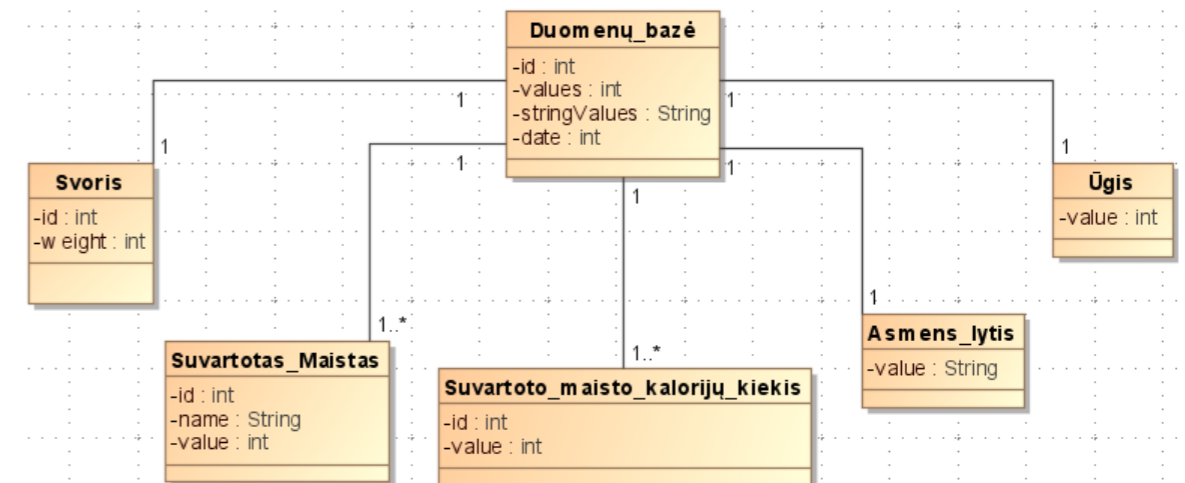 Duomenų_bazė
-id : int
-values : int
-stringValues : String
-date : int
1
1
1
1
1
1
1
1
1..*
1..*
Svoris
-id : int
-weight : int
Ūgis
-value : int
Asmens_lytis
-value : String
Suvartotas_Maistas
-id : int
-name : String
-value : int
Suvartoto_maisto_kalorijų_kiekis
-id : int
-value : int